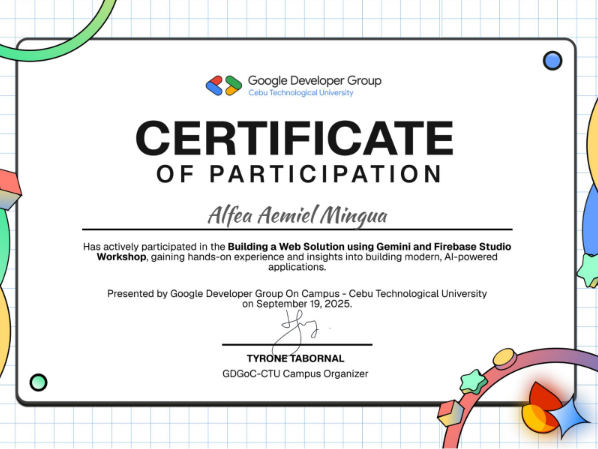 Google Developer Group
Cebu Technological University
CERTIFICATE
OF PARTICIPATION
Alfea Aemiel Mingua
Has actively participated in the Building a Web Solution using Gemini and Firebase Studio
Workshop, gaining hands-on experience and insights into building modern, AI-powered
applications.
Presented by Google Developer Group On Campus - Cebu Technological University
on September 19, 2025.
TYRONE TABORNAL
GDGoC-CTU Campus Organizer